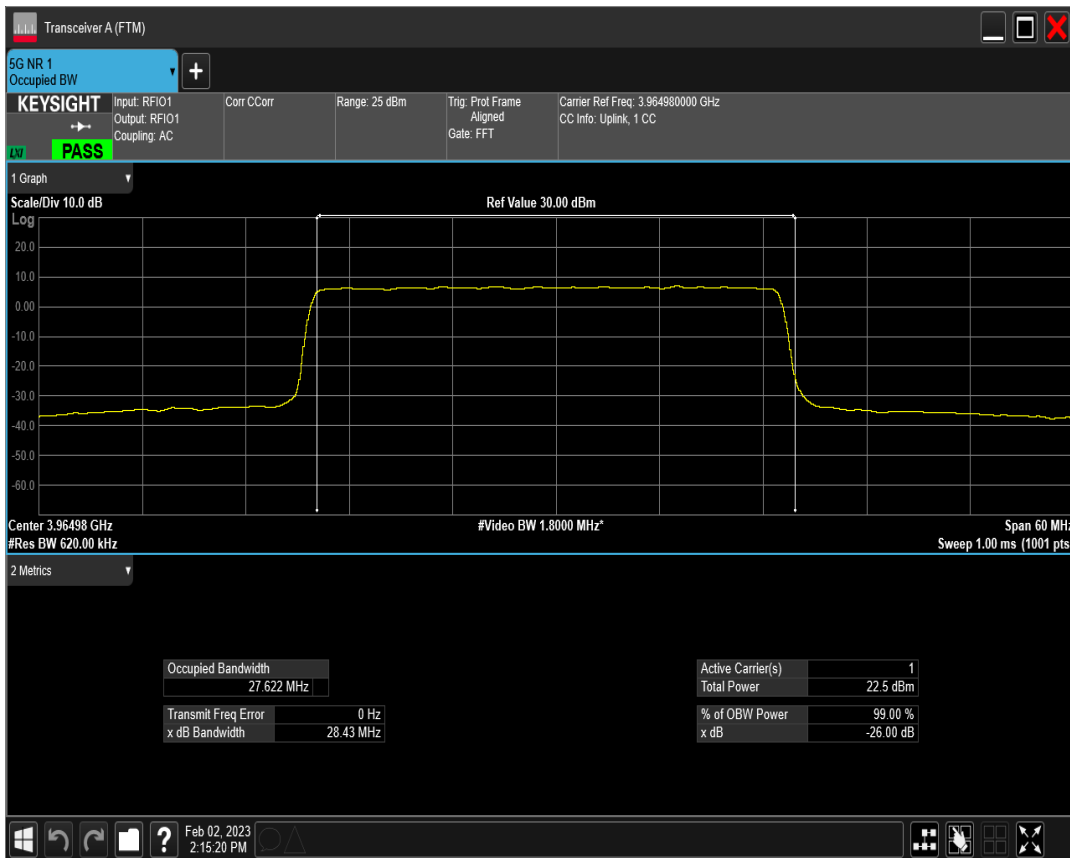 Transceiver A (FTM)
5G NR 1
Occupied BW
+
KEYSIGHT
LXI
PASS
Input: RFIO1
Output: RFIO1
Coupling: AC
Corr CCorr
Range: 25 dBm
Trig: Prot Frame
Aligned
Gate: FFT
Carrier Ref Freq: 3.964980000 GHz
CC Info: Uplink, 1 CC
1 Graph
Scale/Div 10.0 dB
Ref Value 30.00 dBm
Log
20.0
10.0
0.00
-10.0
-20.0
-30.0
-40.0
-50.0
-60.0
Center 3.96498 GHz
#Video BW 1.8000 MHz*
Span 60 MHz
#Res BW 620.00 kHz
Sweep 1.00 ms (1001 pts
2 Metrics
Occupied Bandwidth
27.622 MHz
Transmit Freq Error 0 Hz
x dB Bandwidth 28.43 MHz
Active Carrier(s) 1
Total Power 22.5 dBm
% of OBW Power 99.00 %
x dB -26.00 dB
?
Feb 02, 2023
2:15:20 PM